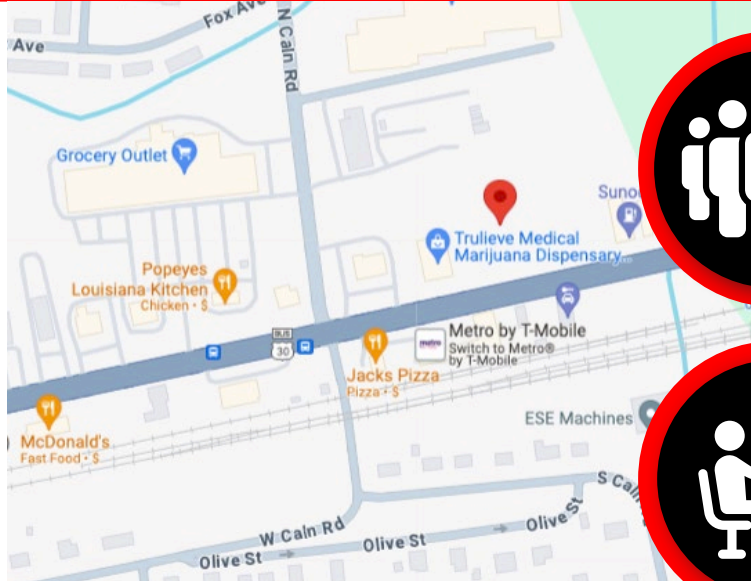 Fox Ave
Ave
N Caln Rd
Grocery Outlet
Popeyes
Louisiana Kitchen
Chicken · $
Trulieve Medical
Marijuana Dispensary...
BUS
30
Metro by T-Mobile
Switch to Metro®
by T-Mobile
metro
Jacks Pizza
Pizza · $
McDonald's
Fast Food · $
ESE Machines
W Caln Rd
Olive St
Olive St
Olive St